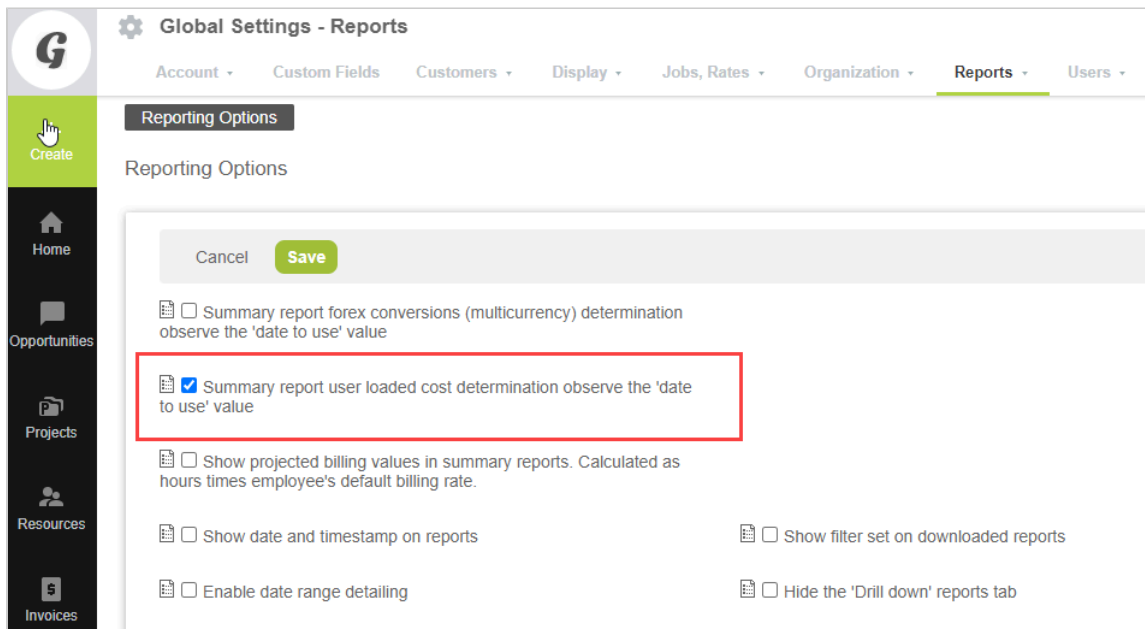 G
Global Settings - Reports
Account
Custom Fields
Customers
Display
Jobs, Rates
Organization
Reports
Users
Create
Reporting Options
Reporting Options
Home
Cancel
Save
Opportunities
Summary report forex conversions (multicurrency) determination
observe the 'date to use' value
Summary report user loaded cost determination observe the 'date
to use' value
Projects
Show projected billing values in summary reports. Calculated as
hours times employee's default billing rate.
Resources
Show date and timestamp on reports
Show filter set on downloaded reports
Enable date range detailing
Hide the 'Drill down' reports tab
Invoices